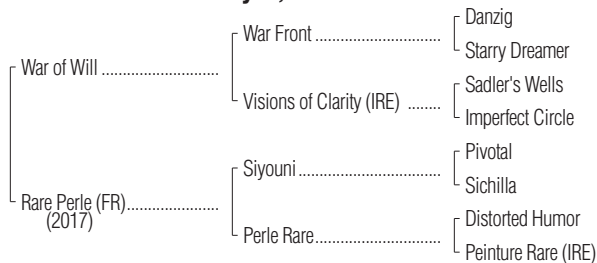 Danzig
War Front ..............................
Starry Dreamer
War of Will ............................
Sadler's Wells
Visions of Clarity (IRE) ........
Imperfect Circle
Pivotal
Siyouni ..................................
Sichilla
Rare Perle (FR) ......................
(2017)
Distorted Humor
Perle Rare ..............................
Peinture Rare (IRE)